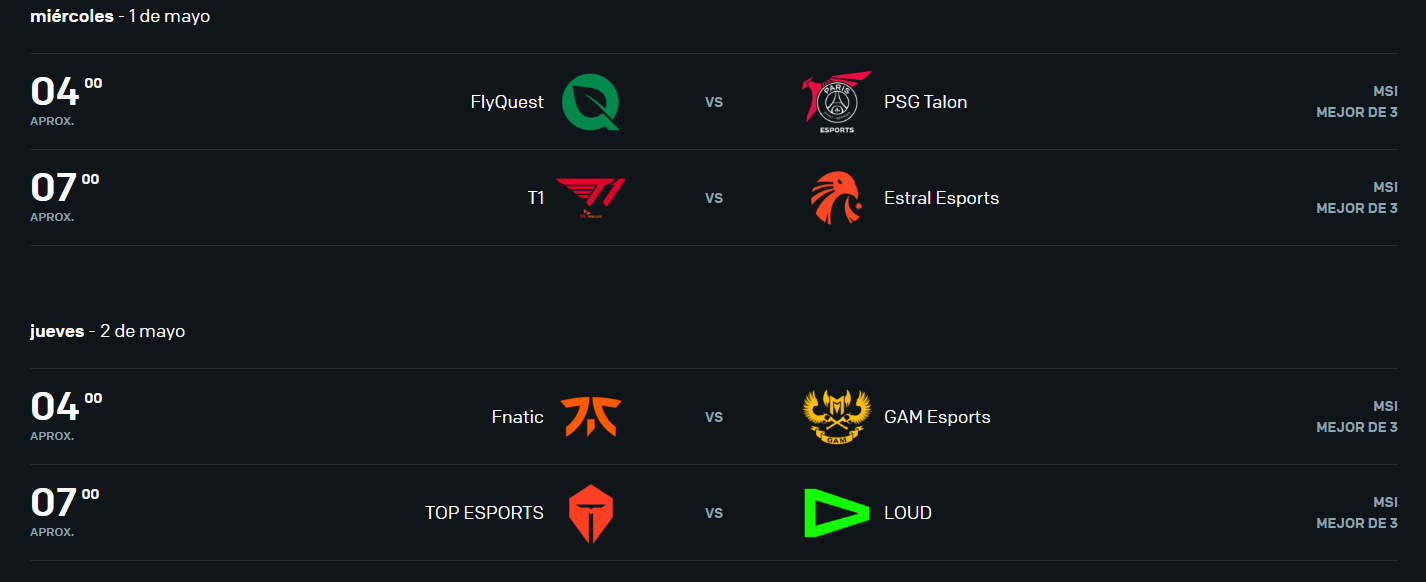 miércoles - 1 de mayo
04 00
APROX.
FlyQuest
VS
PARIS
ESPORTS
PSG Talon
MSI
MEJOR DE 3
07 00
APROX.
T1
T1
VS
Estral Esports
MSI
MEJOR DE 3
jueves - 2 de mayo
04 00
APROX.
Fnatic
VS
GAM
GAM Esports
MSI
MEJOR DE 3
07 00
APROX.
TOP ESPORTS
VS
LOUD
MSI
MEJOR DE 3